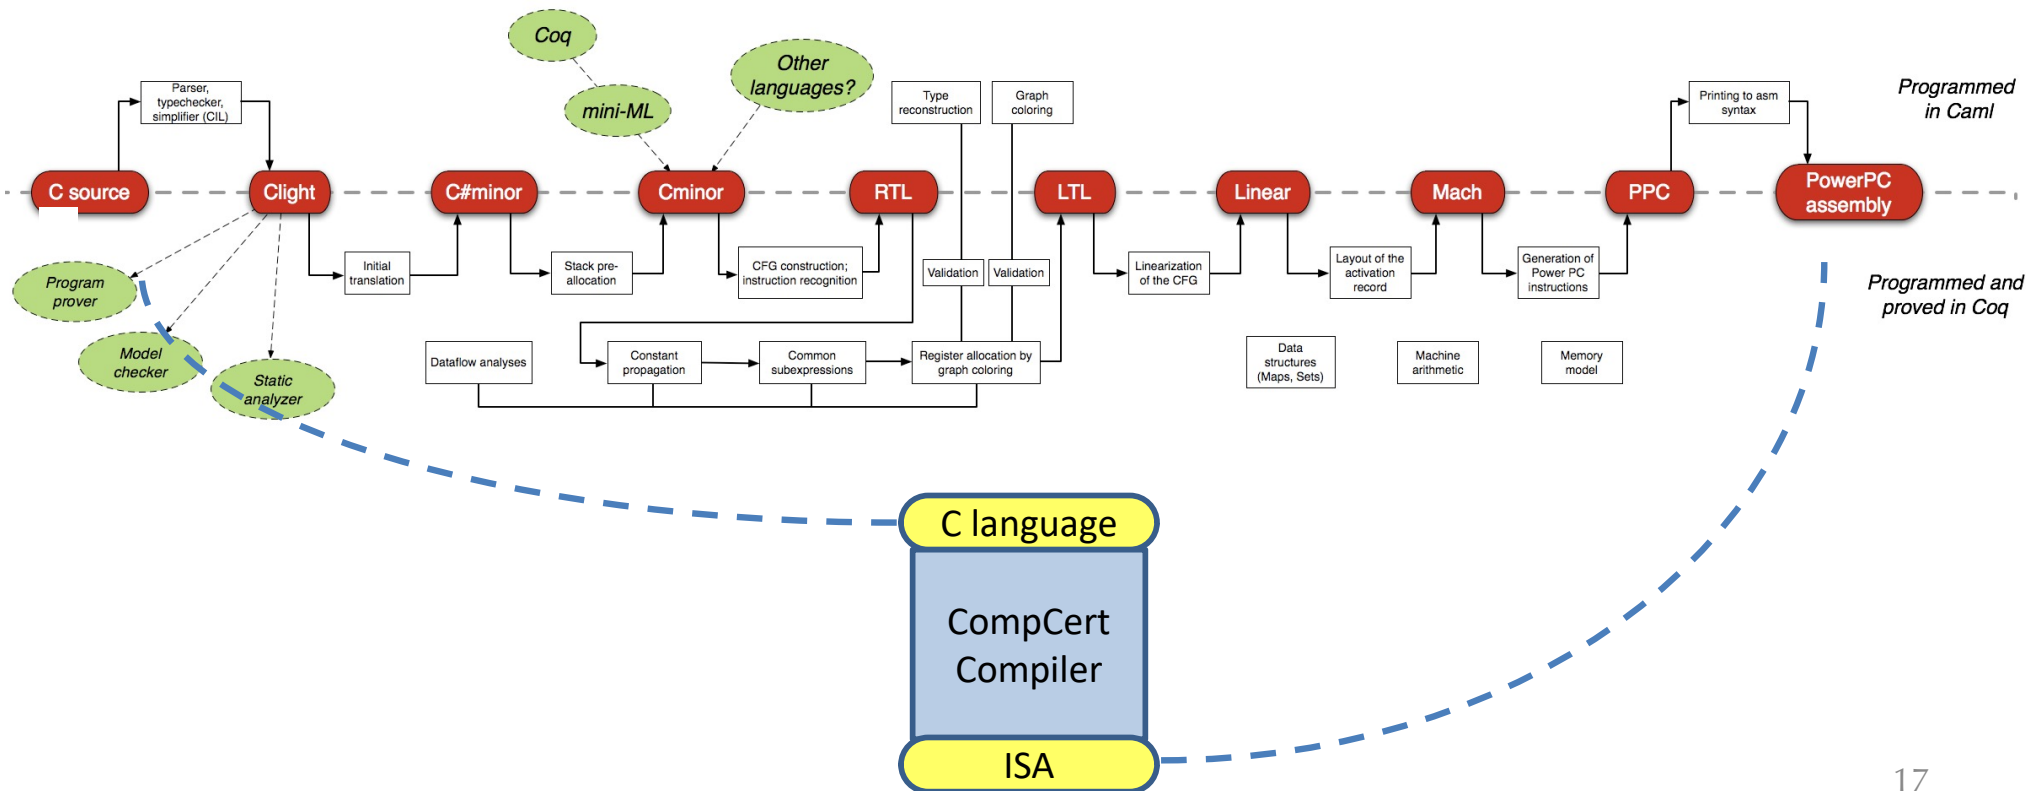 Coq
Other
languages?
mini-ML
Parser,
typechecker,
simplifier (CIL)
Type
reconstruction
Graph
coloring
Printing to asm
syntax
Programmed
in Caml
C source
Clight
C#minor
Cminor
RTL
LTL
Linear
Mach
PPC
PowerPC
assembly
Initial
translation
Stack pre-
allocation
CFG construction;
instruction recognition
Validation
Validation
Linearization
of the CFG
Layout of the
activation
record
Generation of
Power PC
instructions
Programmed and
proved in Coq
Program
prover
Model
checker
Static
analyzer
Dataflow analyses
Constant
propagation
Common
subexpressions
Register allocation by
graph coloring
Data
structures
(Maps, Sets)
Machine
arithmetic
Memory
model
C language
CompCert
Compiler
ISA
17